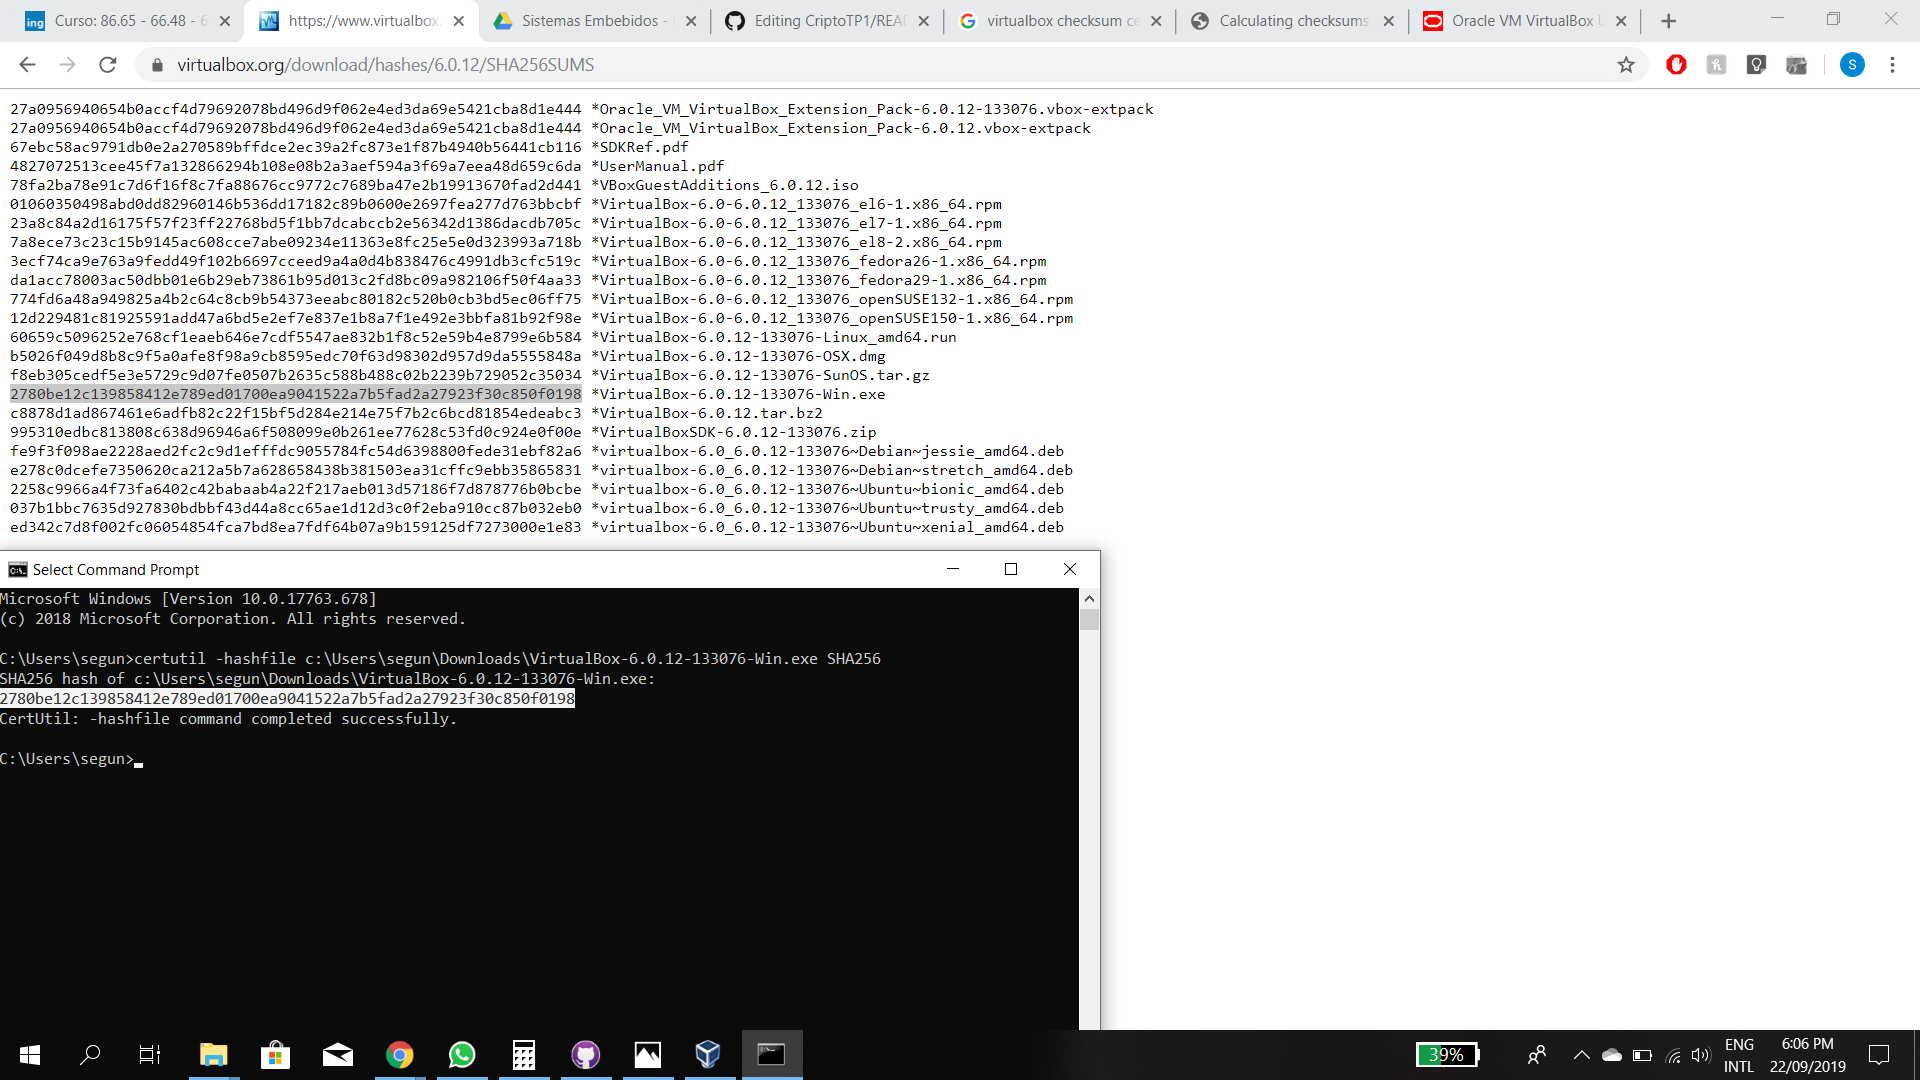 Curso: 86.65 - 66.48 - 6
https://www.virtualbox.
Sistemas Embebidos -
Editing CriptoTP1/REA
virtualbox checksum ce
Calculating checksums
Oracle VM VirtualBox U
virtualbox.org/download/hashes/6.0.12/SHA256SUMS
S
27a0956940654b0accf4d79692078bd496d9f062e4ed3da69e5421cba8d1e444 *Oracle_VM_VirtualBox_Extension_Pack-6.0.12-133076.vbox-extpack
27a0956940654b0accf4d79692078bd496d9f062e4ed3da69e5421cba8d1e444 *Oracle_VM_VirtualBox_Extension_Pack-6.0.12.vbox-extpack
67ebc58ac9791db0e2a270589bffdce2ec39a2fc873e1f87b4940b56441cb116 *SDKRef.pdf
4827072513cee45f7a132866294b108e08b2a3aef594a3f69a7eea48d659c6da *UserManual.pdf
78fa2ba78e91c7d6f16f8c7fa88676cc9772c7689ba47e2b19913670fad2d441 *VBoxGuestAdditions_6.0.12.iso
01060350498abd0dd82960146b536dd17182c89b0600e2697fea277d763bbcbf *VirtualBox-6.0-6.0.12_133076_el6-1.x86_64.rpm
23a8c84a2d16175f57f23ff22768bd5f1bb7dcabccb2e56342d1386dacdb705c *VirtualBox-6.0-6.0.12_133076_el7-1.x86_64.rpm
7a8ece73c23c15b9145ac608cce7abe09234e11363e8fc25e5e0d323993a718b *VirtualBox-6.0-6.0.12_133076_el8-2.x86_64.rpm
3ecf74ca9e763a9fedd49f102b6697cceed9a4a0d4b838476c4991db3cfc519c *VirtualBox-6.0-6.0.12_133076_fedora26-1.x86_64.rpm
da1acc78003ac50dbb01e6b29eb73861b95d013c2fd8bc09a982106f50f4aa33 *VirtualBox-6.0-6.0.12_133076_fedora29-1.x86_64.rpm
774fd6a48a949825a4b2c64c8cb9b54373eeabc80182c520b0cb3bd5ec06ff75 *VirtualBox-6.0-6.0.12_133076_openSUSE132-1.x86_64.rpm
12d229481c81925591add47a6bd5e2ef7e837e1b8a7f1e492e3bbfa81b92f98e *VirtualBox-6.0-6.0.12_133076_openSUSE150-1.x86_64.rpm
60659c5096252e768cf1eaeb646e7cdf5547ae832b1f8c52e59b4e8799e6b584 *VirtualBox-6.0.12-133076-Linux_amd64.run
b5026f049d8b8c9f5a0afe8f98a9cb8595edc70f63d98302d957d9da5555848a *VirtualBox-6.0.12-133076-OSX.dmg
f8eb305cedf5e3e5729c9d07fe0507b2635c588b488c02b2239b729052c35034 *VirtualBox-6.0.12-133076-SunOS.tar.gz
2780be12c139858412e789ed01700ea9041522a7b5fad2a27923f30c850f0198 *VirtualBox-6.0.12-133076-Win.exe
c8878d1ad867461e6adfb82c22f15bf5d284e214e75f7b2c6bcd81854edeabc3 *VirtualBox-6.0.12.tar.bz2
995310edbc813808c638d96946a6f508099e0b261ee77628c53fd0c924e0f00e *VirtualBoxSDK-6.0.12-133076.zip
fe9f3f098ae2228aed2fc2c9d1efffdc9055784fc54d6398800fede31ebf82a6 *virtualbox-6.0_6.0.12-133076~Debian~jessie_amd64.deb
e278c0dcefe7350620ca212a5b7a628658438b381503ea31cffc9ebb35865831 *virtualbox-6.0_6.0.12-133076~Debian~stretch_amd64.deb
2258c9966a4f73fa6402c42babaab4a22f217aeb013d57186f7d878776b0bcbe *virtualbox-6.0_6.0.12-133076~Ubuntu~bionic_amd64.deb
037b1bbc7635d927830bdbbf43d44a8cc65ae1d12d3c0f2eba910cc87b032eb0 *virtualbox-6.0_6.0.12-133076~Ubuntu~trusty_amd64.deb
ed342c7d8f002fc06054854fca7bd8ea7fdf64b07a9b159125df7273000e1e83 *virtualbox-6.0_6.0.12-133076~Ubuntu~xenial_amd64.deb
Select Command Prompt
Microsoft Windows [Version 10.0.17763.678]
(c) 2018 Microsoft Corporation. All rights reserved.
C:\Users\segun>certutil -hashfile c:\Users\segun\Downloads\VirtualBox-6.0.12-133076-Win.exe SHA256
SHA256 hash of c:\Users\segun\Downloads\VirtualBox-6.0.12-133076-Win.exe:
2780be12c139858412e789ed01700ea9041522a7b5fad2a27923f30c850f0198
CertUtil: -hashfile command completed successfully.
C:\Users\segun>
39%
ENG
INTL
6:06 PM
22/09/2019